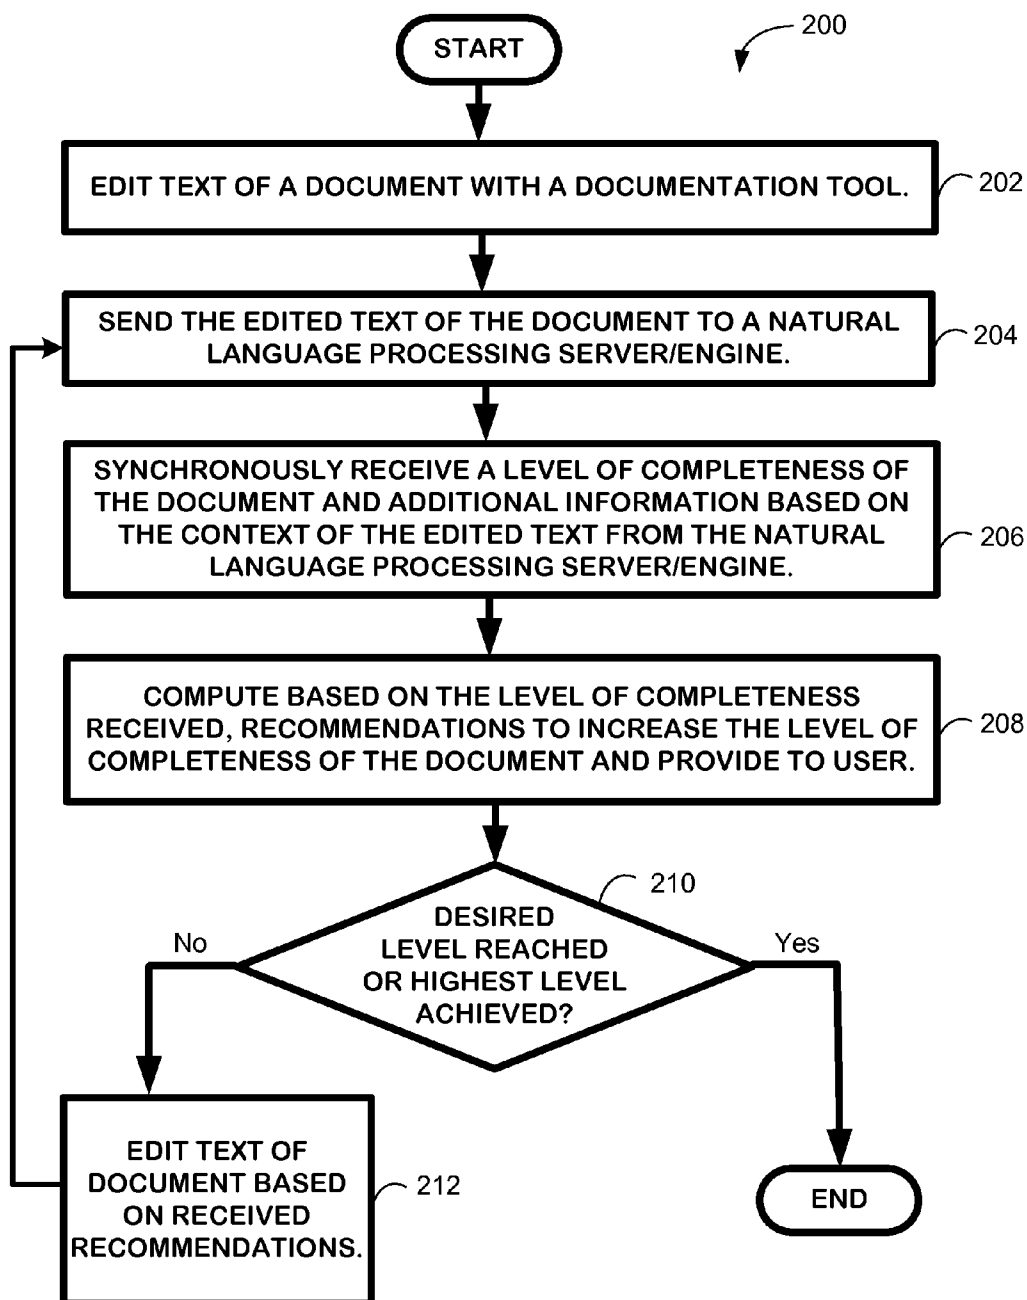 START
200
EDIT TEXT OF A DOCUMENT WITH A DOCUMENTATION TOOL.
202
SEND THE EDITED TEXT OF THE DOCUMENT TO A NATURAL
LANGUAGE PROCESSING SERVER/ENGINE.
204
SYNCHRONOUSLY RECEIVE A LEVEL OF COMPLETENESS OF
THE DOCUMENT AND ADDITIONAL INFORMATION BASED ON
THE CONTEXT OF THE EDITED TEXT FROM THE NATURAL
LANGUAGE PROCESSING SERVER/ENGINE.
206
COMPUTE BASED ON THE LEVEL OF COMPLETENESS
RECEIVED, RECOMMENDATIONS TO INCREASE THE LEVEL OF
COMPLETENESS OF THE DOCUMENT AND PROVIDE TO USER.
208
210
DESIRED
LEVEL REACHED
OR HIGHEST LEVEL
ACHIEVED?
No
Yes
EDIT TEXT OF
DOCUMENT BASED
ON RECEIVED
RECOMMENDATIONS.
212
END